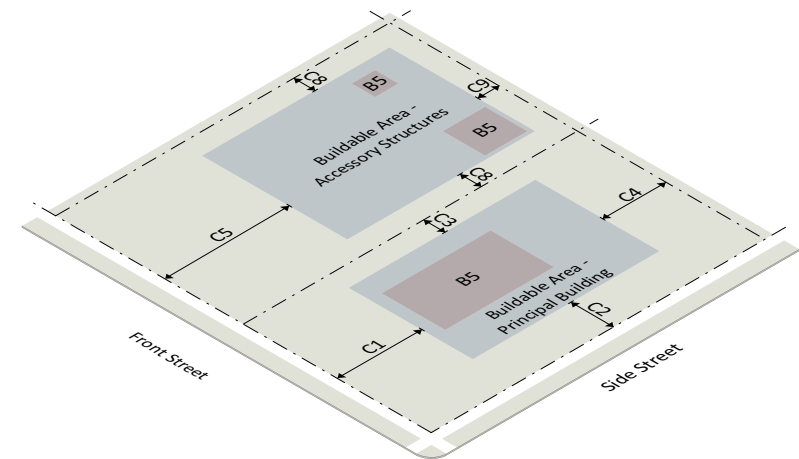 C8
B5
C9
Buildable Area -
Accessory Structures
B5
C8
C5
C3
C4
B5
Buildable Area -
Principal Building
C2
C1
Front Street
Side Street